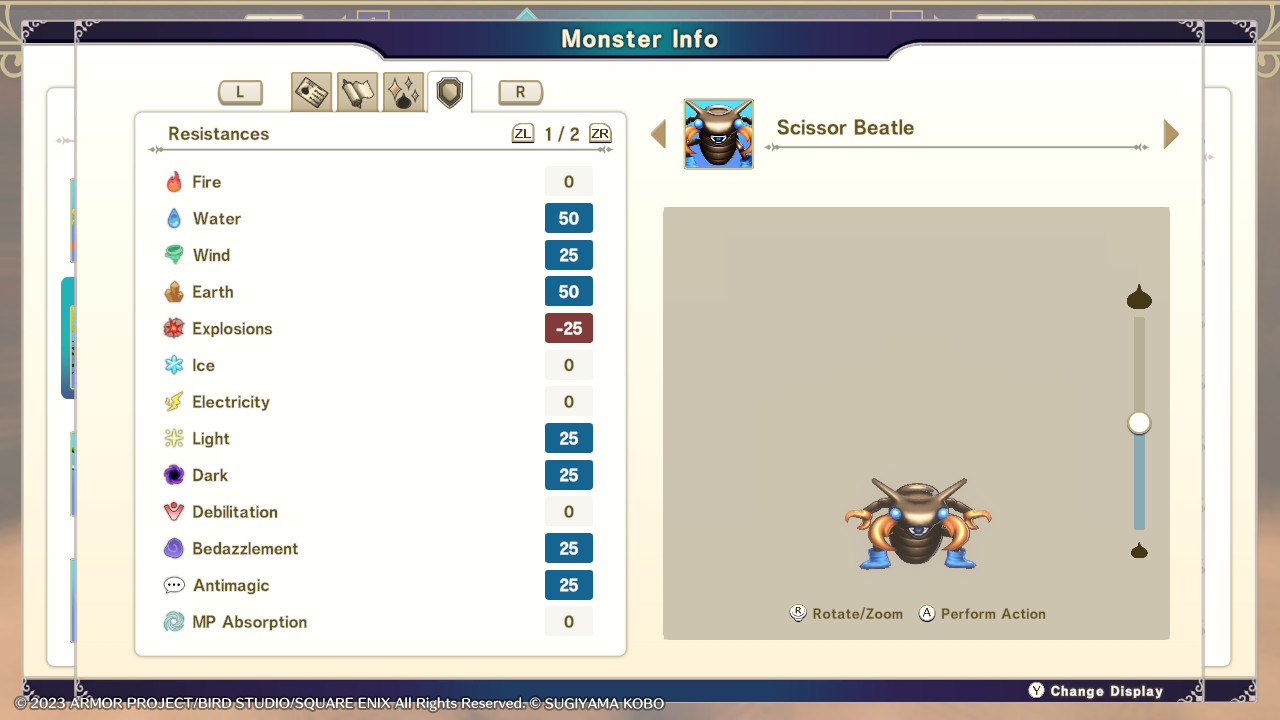 Monster Info
L
R
Resistances
ZL 1 / 2 ZR
Fire 0
Water 50
Wind 25
Earth 50
Explosions -25
Ice 0
Electricity 0
Light 25
Dark 25
Debilitation 0
Bedazzlement 25
Antimagic 25
MP Absorption 0
Scissor Beatle
R Rotate/Zoom A Perform Action
Y Change Display
© 2023 ARMOR PROJECT/BIRD STUDIO/SQUARE ENIX All Rights Reserved. © SUGIYAMA KOBO